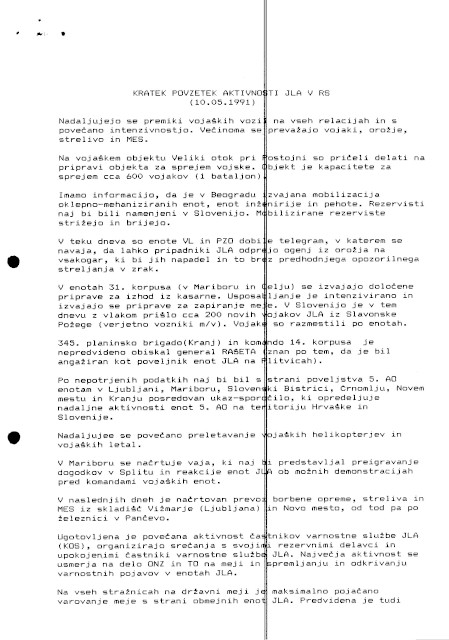 KRATEK POVZETEK AKTIVNOSTI JLA V RS
(10.05.1991)
Nadaljujejo se premiki vojaških vozil na vseh relacijah in s
povečano intenzivnostjo. Večinoma se prevažajo vojaki, orožje,
strelivo in MES.
Na vojaškem objektu Veliki otok pri Postojni so pričeli delati na
pripravi objekta za sprejem vojske. Objekt je kapacitete za
sprejem cca 600 vojakov (1 bataljon).
Imamo informacijo, da je v Beogradu izvajana mobilizacija
oklepno-mehaniziranih enot, enot inženirije in pehote. Rezervisti
naj bi bili namenjeni v Slovenijo. Mobilizirane rezerviste
strižejo in brijejo.
V teku dneva so enote VL in PZO dobile telegram, v katerem se
navaja, da lahko pripadniki JLA odprejo ogenj iz orožja na
vsakogar, ki bi jih napadel in to brez predhodnjega opozorilnega
streljanja v zrak.
V enotah 31. korpusa (v Mariboru in Celju) se izvajajo določene
priprave za izhod iz kasarne. Usposabljanje je intenzivirano in
izvajajo se priprave za zapiranje meje. V Slovenijo je v tem
dnevu z vlakom prišlo cca 200 novih vojakov JLA iz Slavonske
Požege (verjetno vozniki m/v). Vojake so razmestili po enotah.
345. planinsko brigado(Kranj) in komando 14. korpusa je
nepredvideno obiskal general RAŠETA (znan po tem, da je bil
angažiran kot poveljnik enot JLA na Plitvicah).
Po nepotrjenih podatkih naj bi bil s strani poveljstva 5. AO
enotam v Ljubljani, Mariboru, Slovenski Bistrici, Črnomlju, Novem
mestu in Kranju posredovan ukaz-sporočilo, ki opredeljuje
nadaljne aktivnosti enot 5. AO na teritoriju Hrvaške in
Slovenije.
Nadaljujee se povečano preletavanje vojaških helikopterjev in
vojaških letal.
V Mariboru se načrtuje vaja, ki naj bi predstavljal preigravanje
dogodkov v Splitu in reakcije enot JLA ob možnih demonstracijah
pred komandami vojaških enot.
V naslednjih dneh je načrtovan prevoz borbene opreme, streliva in
MES iz skladišč Vižmarje (Ljubljana) in Novo mesto, od tod pa po
železnici v Pančevo.
Ugotovljena je povečana aktivnost častnikov varnostne službe JLA
(KOS), organizirajo srečanja s svojimi rezervnimi delavci in
upokojenimi častniki varnostne službe JLA. Največja aktivnost se
usmerja na delo ONZ in TO na meji in spremljanju in odkrivanju
varnostnih pojavov v enotah JLA.
Na vseh stražnicah na državni meji je maksimalno pojačano
varovanje meje s strani obmejnih enot JLA. Predvidena je tudi